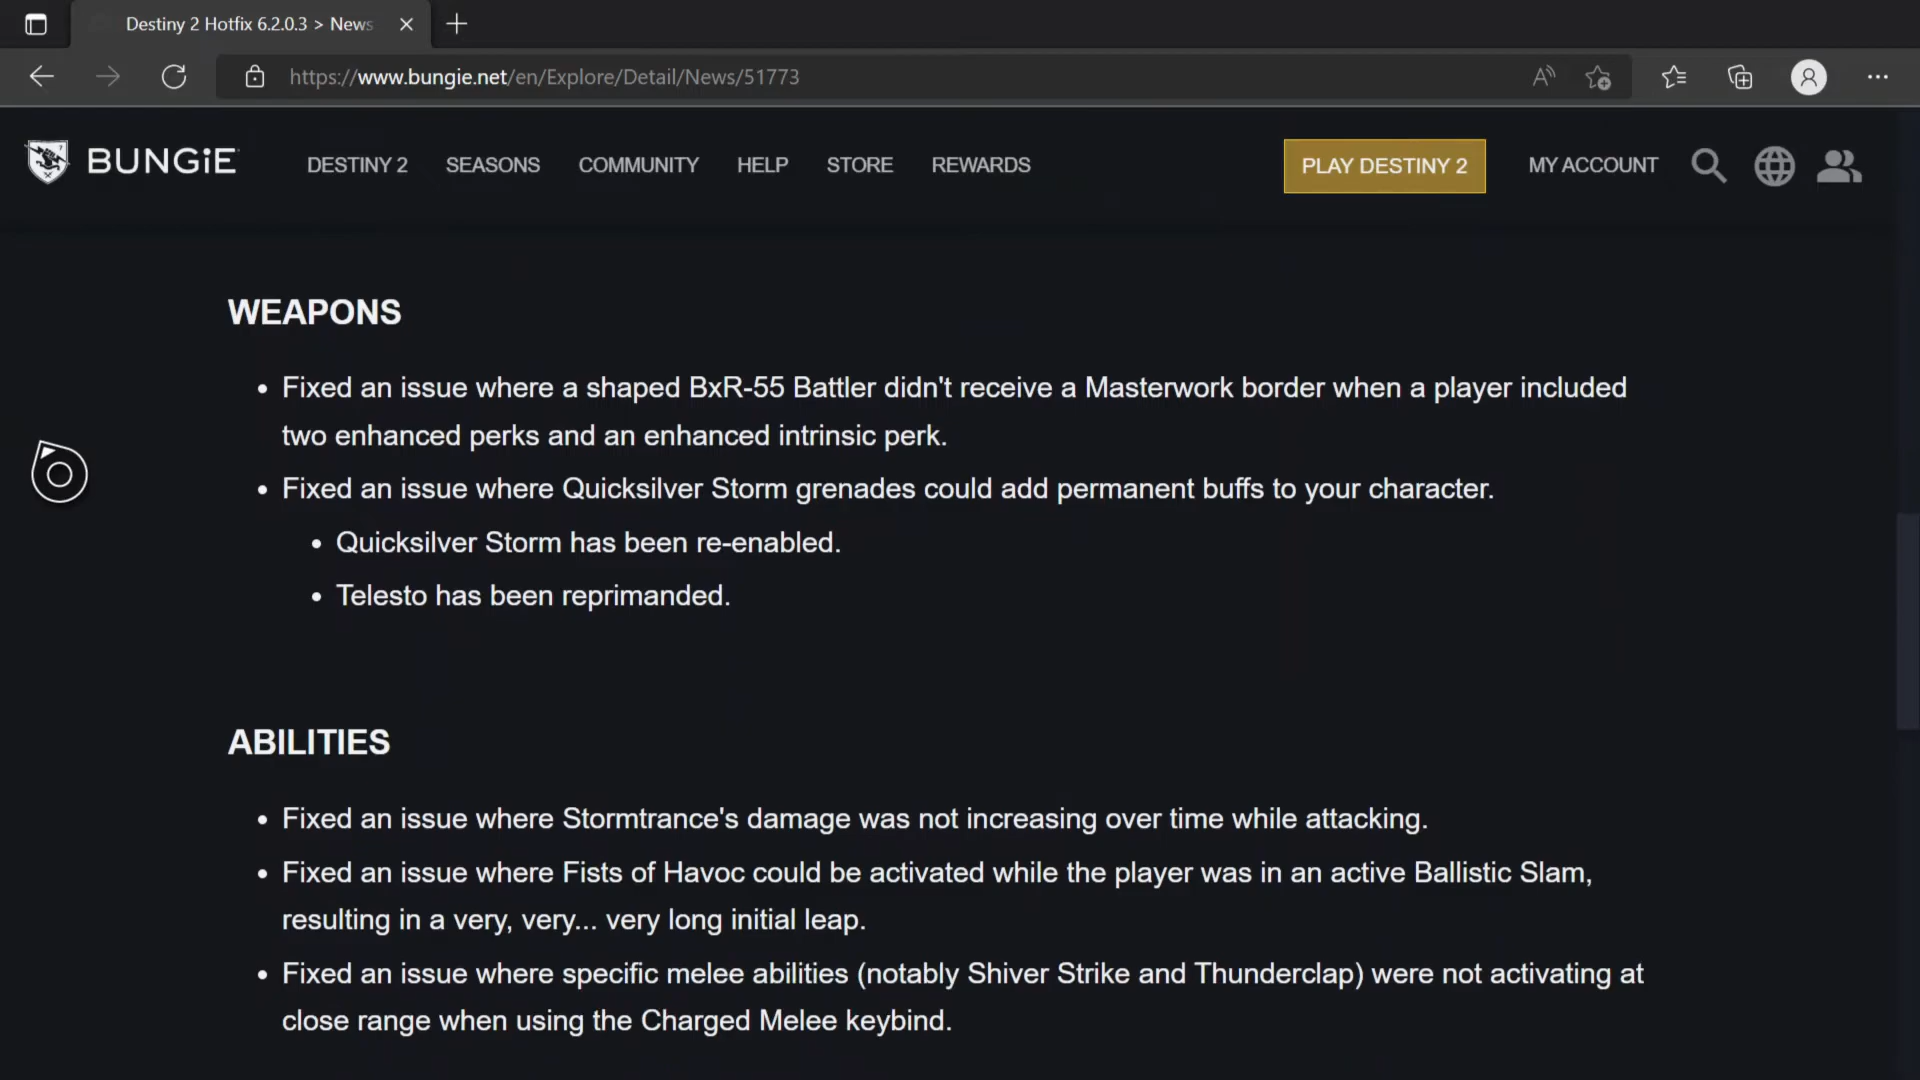 Destiny 2 Hotfix 6.2.0.3 > News
https://www.bungie.net/en/Explore/Detail/News/51773
BUNGiE
DESTINY 2
SEASONS
COMMUNITY
HELP
STORE
REWARDS
PLAY DESTINY 2
MY ACCOUNT
WEAPONS
• Fixed an issue where a shaped BxR-55 Battler didn't receive a Masterwork border when a player included
two enhanced perks and an enhanced intrinsic perk.
• Fixed an issue where Quicksilver Storm grenades could add permanent buffs to your character.
• Quicksilver Storm has been re-enabled.
• Telesto has been reprimanded.
ABILITIES
• Fixed an issue where Stormtrance's damage was not increasing over time while attacking.
• Fixed an issue where Fists of Havoc could be activated while the player was in an active Ballistic Slam,
resulting in a very, very... very long initial leap.
• Fixed an issue where specific melee abilities (notably Shiver Strike and Thunderclap) were not activating at
close range when using the Charged Melee keybind.